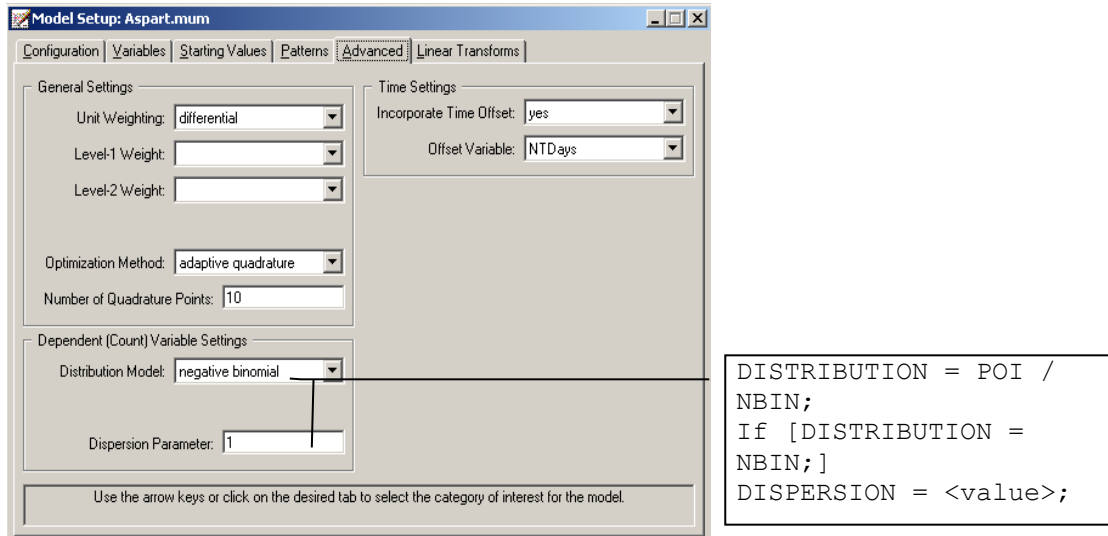 Model Setup: Aspart.mum
Configuration Variables Starting Values Patterns Advanced Linear Transforms
General Settings
Unit Weighting: differential
Level-1 Weight:
Level-2 Weight:
Optimization Method: adaptive quadrature
Number of Quadrature Points: 10
Dependent (Count) Variable Settings
Distribution Model: negative binomial
Dispersion Parameter: 1
Time Settings
Incorporate Time Offset: yes
Offset Variable: NTDays
Use the arrow keys or click on the desired tab to select the category of interest for the model.
DISTRIBUTION = POI /
NBIN;
If [DISTRIBUTION =
NBIN;]
DISPERSION = <value>;